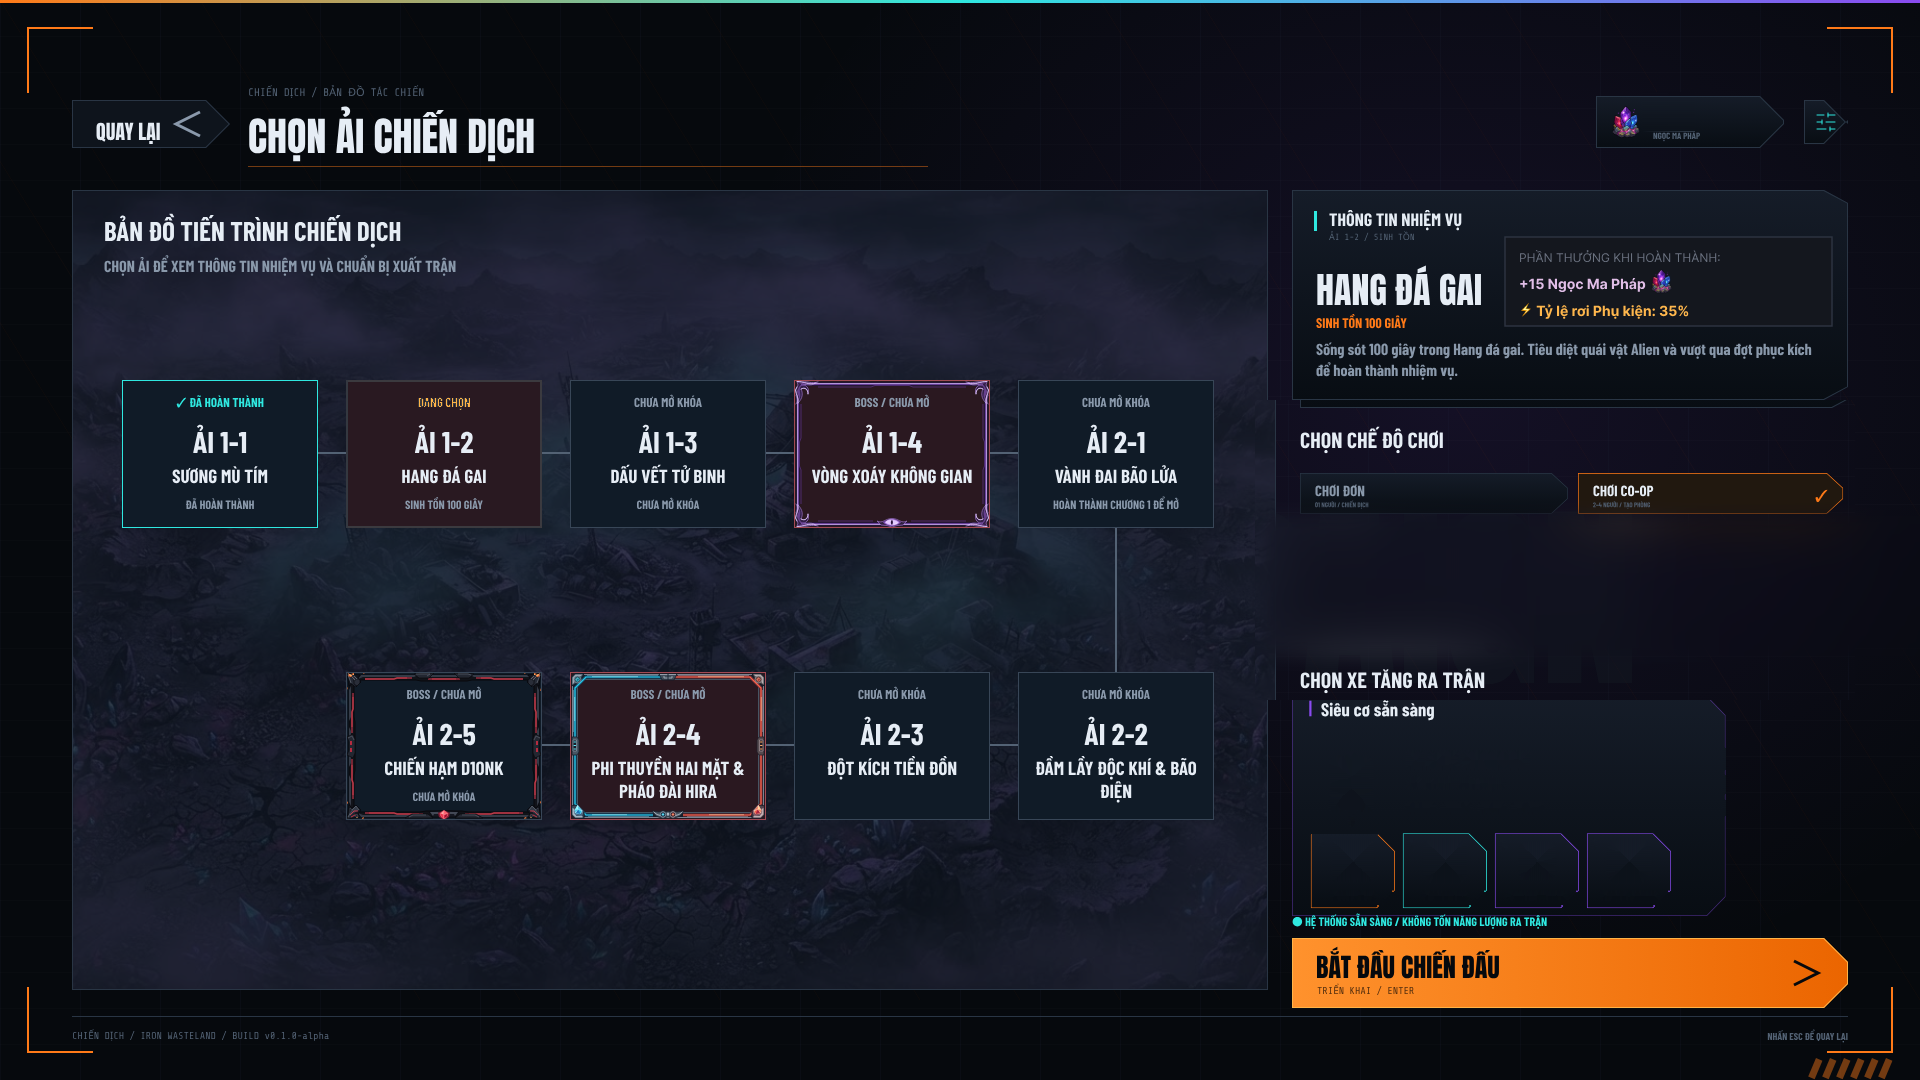 CHIẾN DỊCH / BẢN ĐỒ TÁC CHIẾN
QUAY LẠI
CHỌN ẢI CHIẾN DỊCH
NGỌC MA PHÁP
BẢN ĐỒ TIẾN TRÌNH CHIẾN DỊCH
CHỌN ẢI ĐỂ XEM THÔNG TIN NHIỆM VỤ VÀ CHUẨN BỊ XUẤT TRẬN
✓ ĐÃ HOÀN THÀNH
ẢI 1-1
SƯƠNG MÙ TÍM
ĐÃ HOÀN THÀNH
ĐANG CHỌN
ẢI 1-2
HANG ĐÁ GAI
SINH TỒN 100 GIÂY
CHƯA MỞ KHÓA
ẢI 1-3
DẤU VẾT TỬ BINH
CHƯA MỞ KHÓA
BOSS / CHƯA MỞ
ẢI 1-4
VÒNG XOÁY KHÔNG GIAN
CHƯA MỞ KHÓA
ẢI 2-1
VÀNH ĐAI BÃO LỬA
HOÀN THÀNH CHƯƠNG 1 ĐỂ MỞ
BOSS / CHƯA MỞ
ẢI 2-5
CHIẾN HẠM D10NK
CHƯA MỞ KHÓA
BOSS / CHƯA MỞ
ẢI 2-4
PHI THUYỀN HAI MẶT &
PHÁO ĐÀI HIRA
CHƯA MỞ KHÓA
ẢI 2-3
ĐỘT KÍCH TIỀN ĐỒN
CHƯA MỞ KHÓA
ẢI 2-2
ĐẦM LẦY ĐỘC KHÍ & BÃO
ĐIỆN
THÔNG TIN NHIỆM VỤ
ẢI 1-2 / SINH TỒN
HANG ĐÁ GAI
SINH TỒN 100 GIÂY
PHẦN THƯỞNG KHI HOÀN THÀNH:
+15 Ngọc Ma Pháp
⚡ Tỷ lệ rơi Phụ kiện: 35%
Sống sót 100 giây trong Hang đá gai. Tiêu diệt quái vật Alien và vượt qua đợt phục kích
để hoàn thành nhiệm vụ.
CHỌN CHẾ ĐỘ CHƠI
CHƠI ĐƠN
01 NGƯỜI / CHIẾN DỊCH
CHƠI CO-OP
2-4 NGƯỜI / TẠO PHÒNG
✓
CHỌN XE TĂNG RA TRẬN
Siêu cơ sẵn sàng
HỆ THỐNG SẴN SÀNG / KHÔNG TỐN NĂNG LƯỢNG RA TRẬN
BẮT ĐẦU CHIẾN ĐẤU
TRIỂN KHAI / ENTER
CHIẾN DỊCH / IRON WASTELAND / BUILD v0.1.0-alpha
NHẤN ESC ĐỂ QUAY LẠI